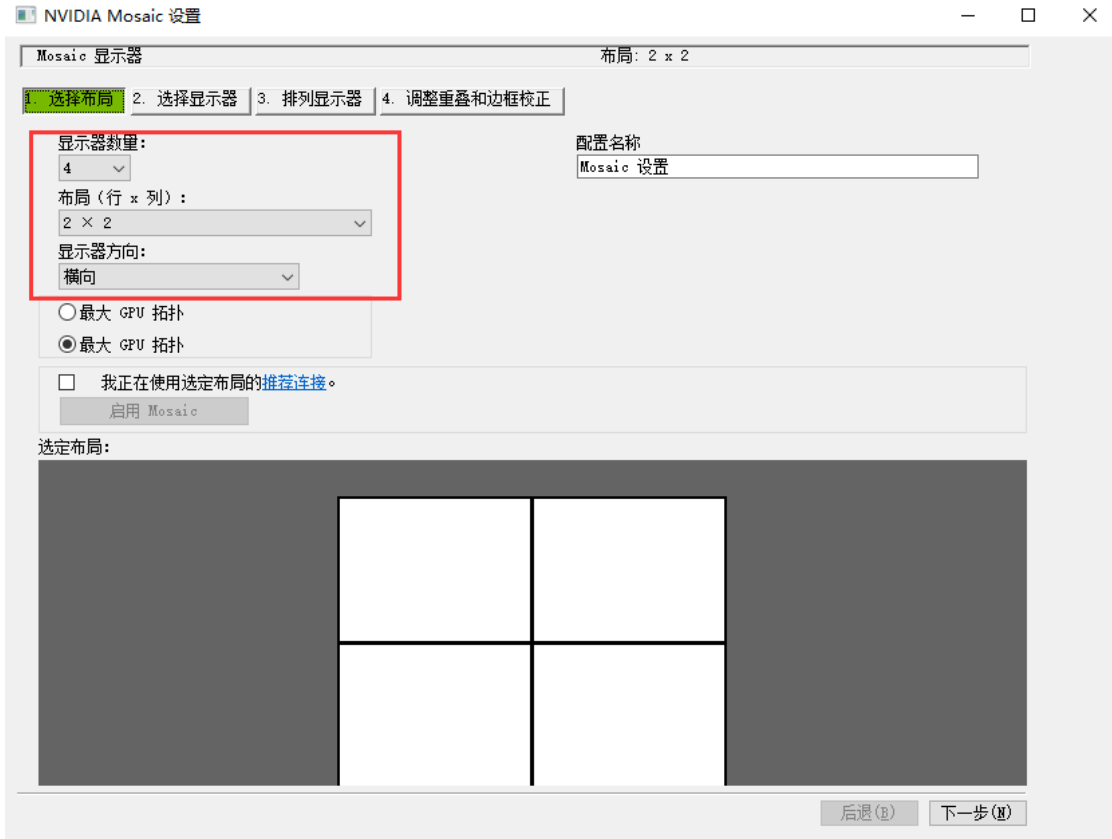 NVIDIA Mosaic 设置
Mosaic 显示器 布局: 2 x 2
1. 选择布局 2. 选择显示器 3. 排列显示器 4. 调整重叠和边框校正
显示器数量:
4
布局（行 x 列）:
2 × 2
显示器方向:
横向
配置名称
Mosaic 设置
最大 GPU 拓扑
最大 GPU 拓扑
我正在使用选定布局的推荐连接。
启用 Mosaic
选定布局:
后退(B) 下一步(N)